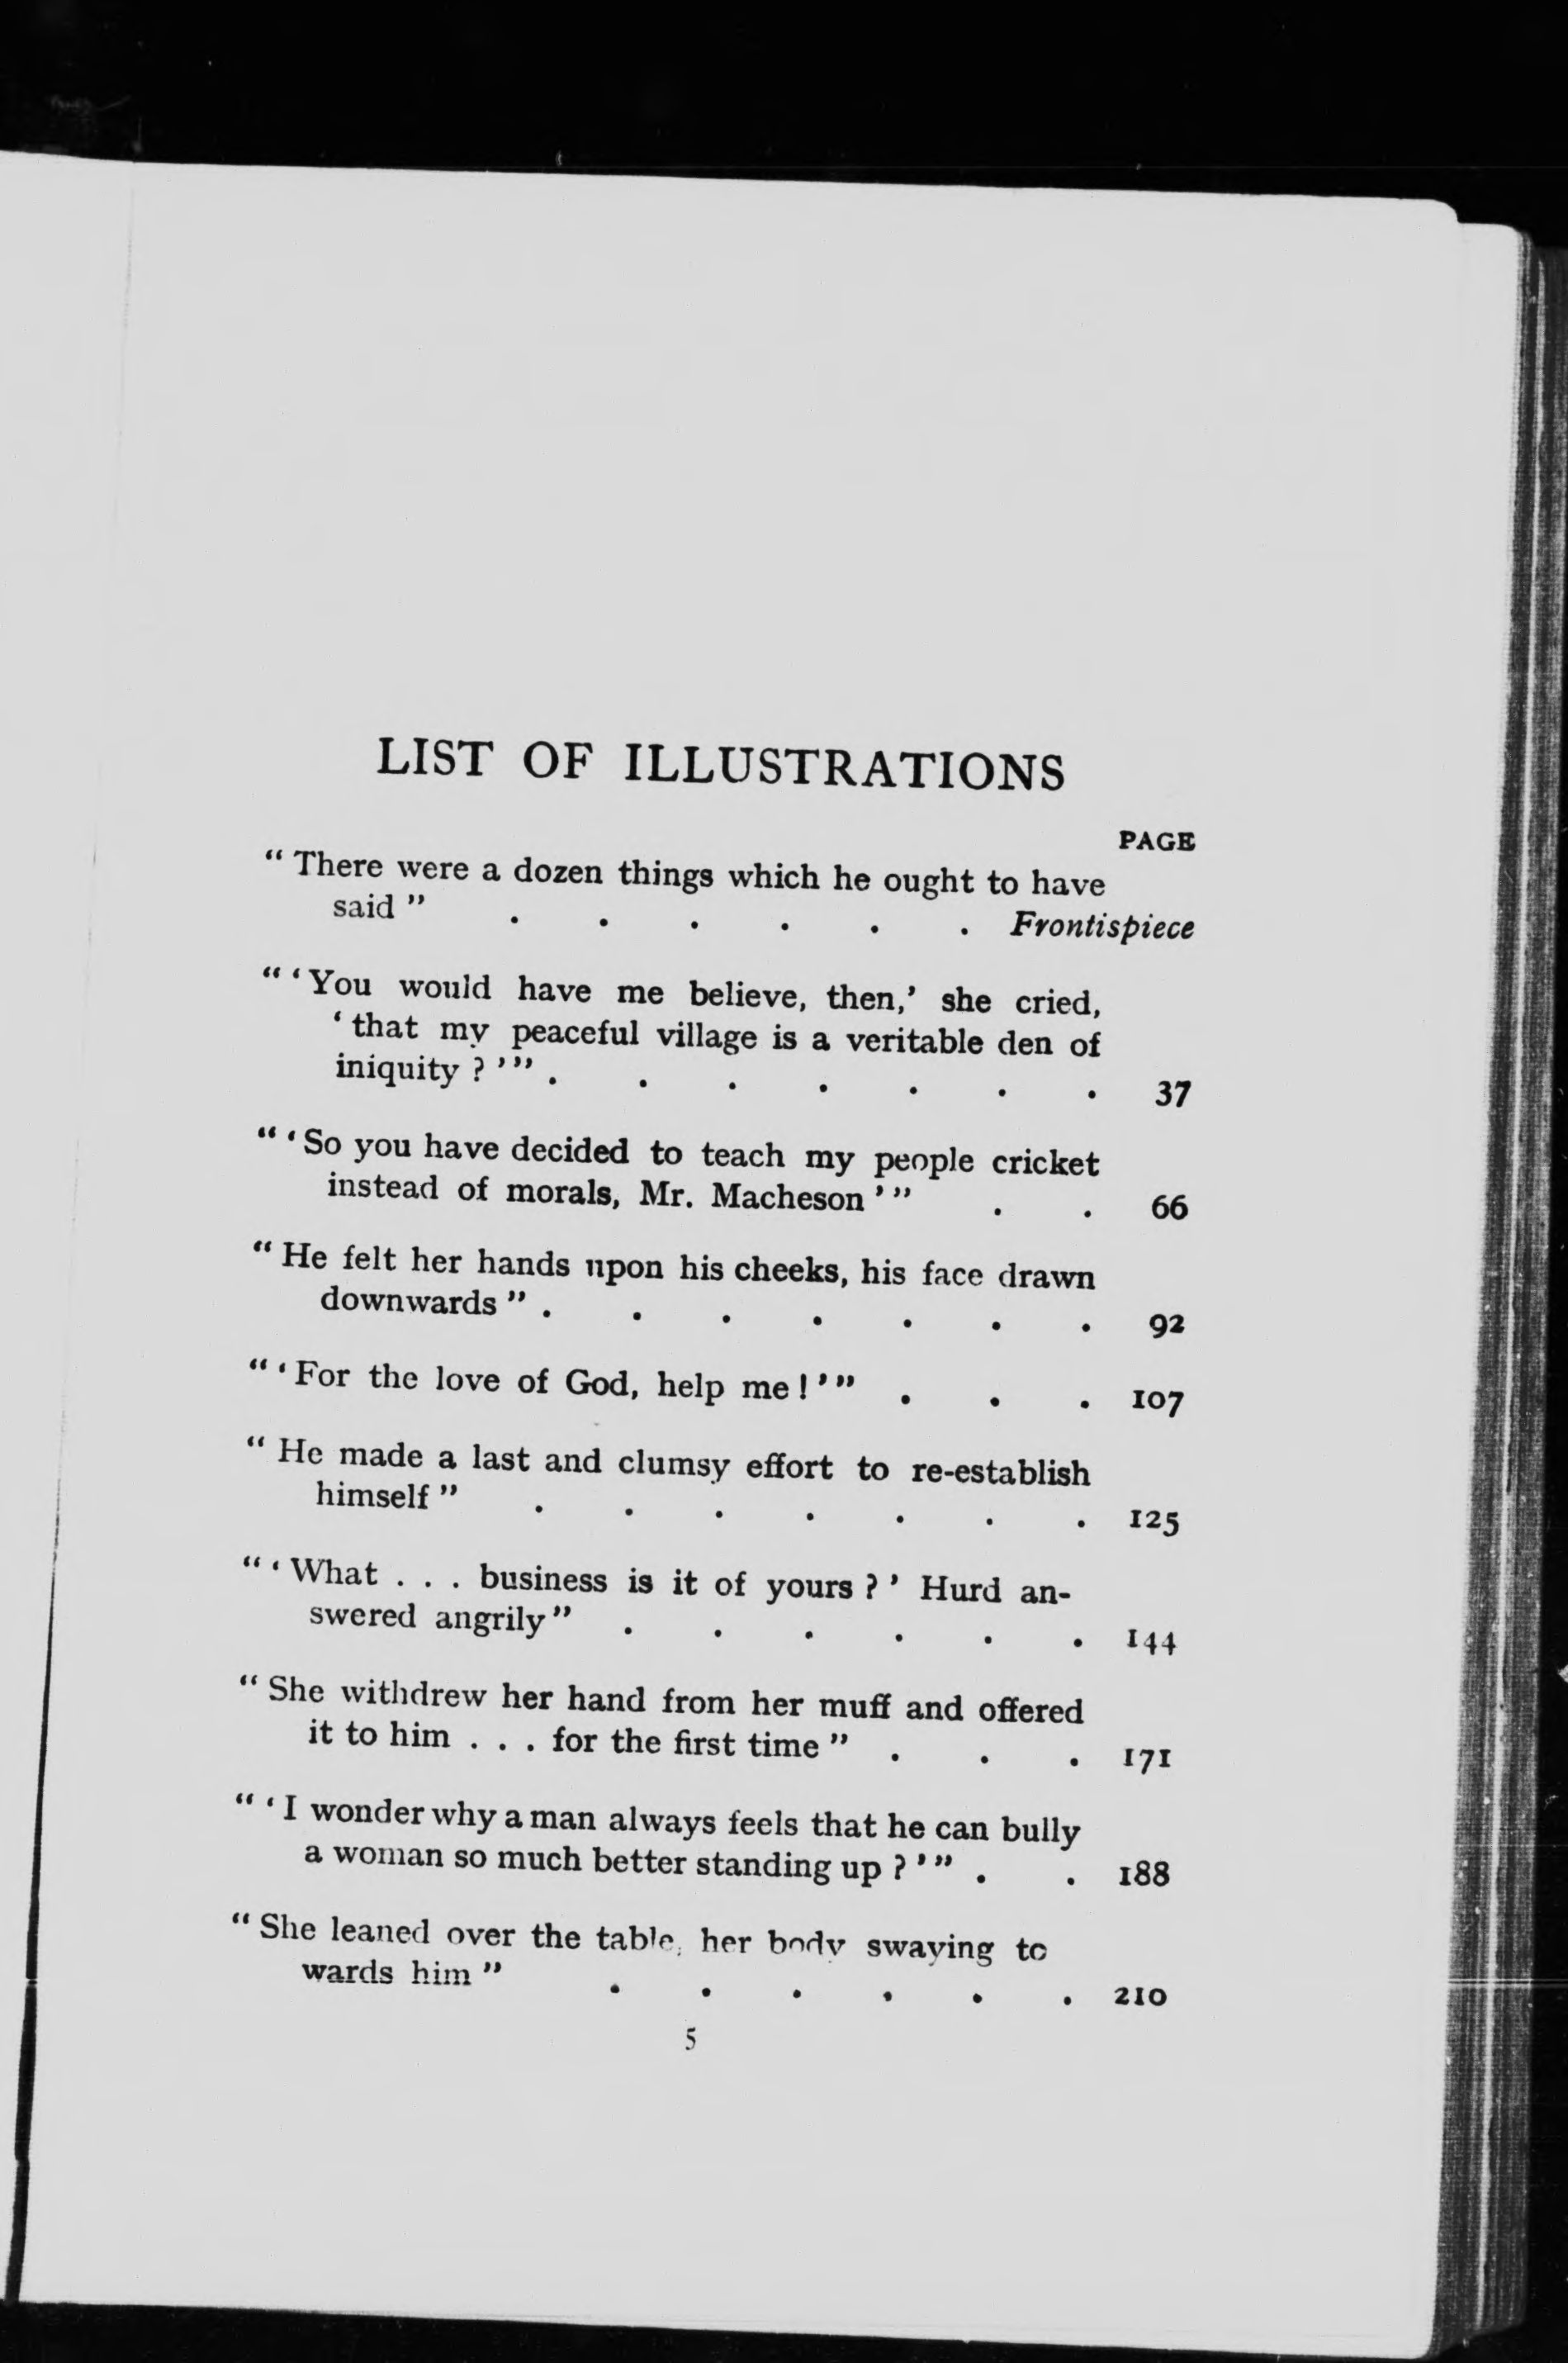 LIST OF ILLUSTRATIONS
PAGE
“ There were a dozen things which he ought to have
said ” . . . . . . Frontispiece
“ ‘ You would have me believe, then,’ she cried,
‘ that my peaceful village is a veritable den of
iniquity ? ’ ” . . . . . . . 37
“ ‘ So you have decided to teach my people cricket
instead of morals, Mr. Macheson ’ ” . . 66
“ He felt her hands upon his cheeks, his face drawn
downwards ” . . . . . . . 92
“ ‘ For the love of God, help me ! ’ ” . . . 107
“ He made a last and clumsy effort to re-establish
himself ” . . . . . . . 125
“ ‘ What . . . business is it of yours ? ’ Hurd an-
swered angrily ” . . . . . . 144
“ She withdrew her hand from her muff and offered
it to him . . . for the first time ” . . . 171
“ ‘ I wonder why a man always feels that he can bully
a woman so much better standing up ? ’ ” . . 188
“ She leaned over the table, her body swaying to
wards him ” . . . . . . 210
5